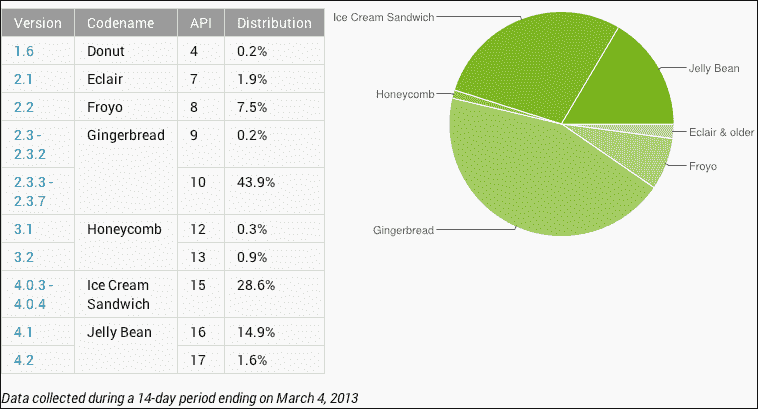 Version Codename API Distribution
1.6 Donut 4 0.2%
2.1 Eclair 7 1.9%
2.2 Froyo 8 7.5%
2.3 - Gingerbread 9 0.2%
2.3.2
2.3.3 - 10 43.9%
2.3.7
3.1 Honeycomb 12 0.3%
3.2 13 0.9%
4.0.3 - Ice Cream 15 28.6%
4.0.4 Sandwich
4.1 Jelly Bean 16 14.9%
4.2 17 1.6%
Ice Cream Sandwich
Jelly Bean
Honeycomb
Eclair & older
Froyo
Gingerbread
Data collected during a 14-day period ending on March 4, 2013